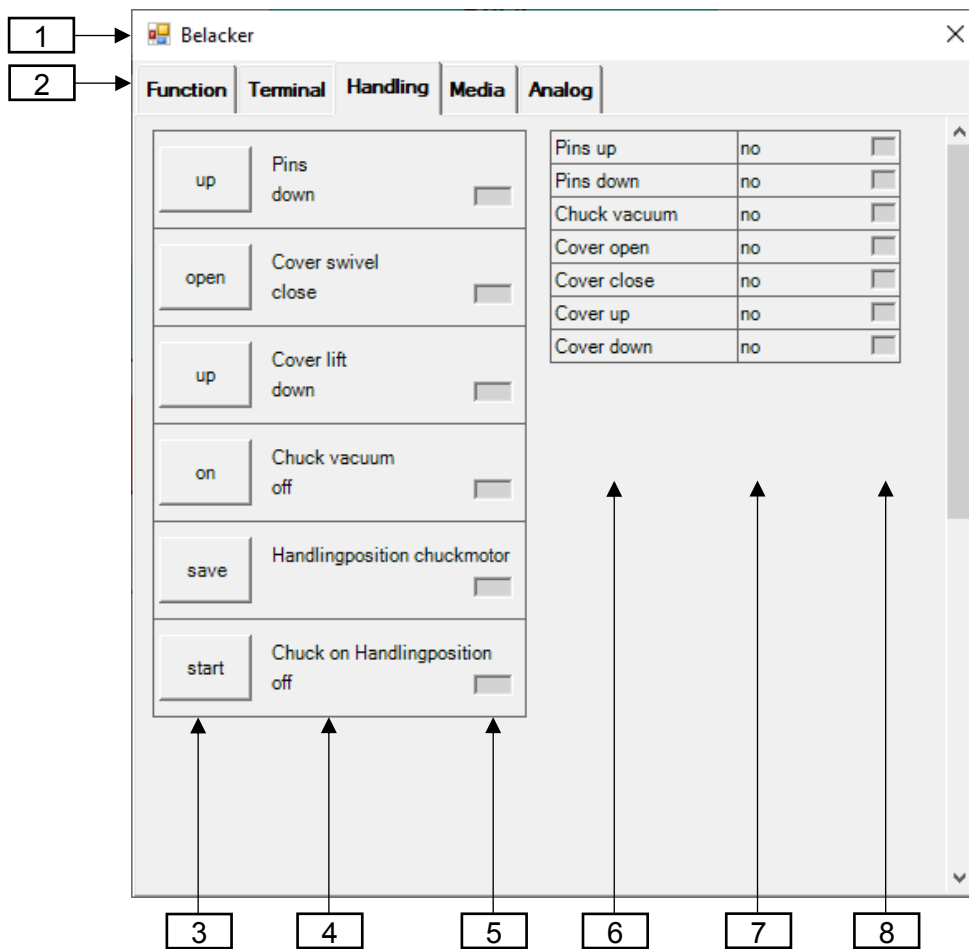 1
Belacker
2
Function Terminal Handling Media Analog
up
Pins
down
open
Cover swivel
close
up
Cover lift
down
on
Chuck vacuum
off
save
Handlingposition chuckmotor
start
Chuck on Handlingposition
off
Pins up no
Pins down no
Chuck vacuum no
Cover open no
Cover close no
Cover up no
Cover down no
3 4 5 6 7 8